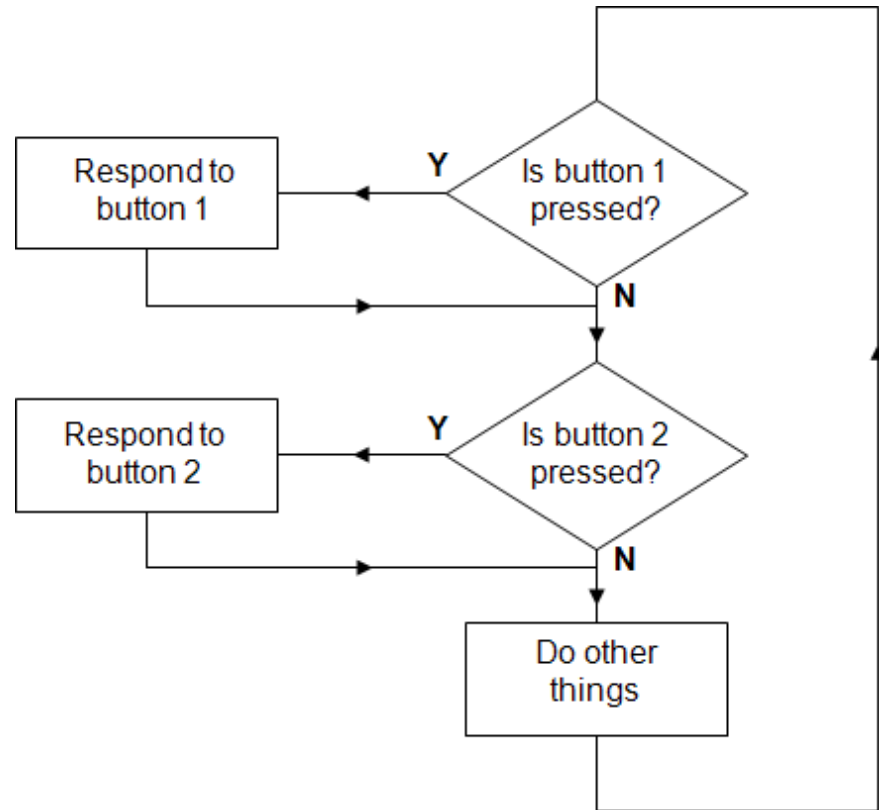 Is button 1
pressed?
Y
Respond to
button 1
N
Is button 2
pressed?
Y
Respond to
button 2
N
Do other
things